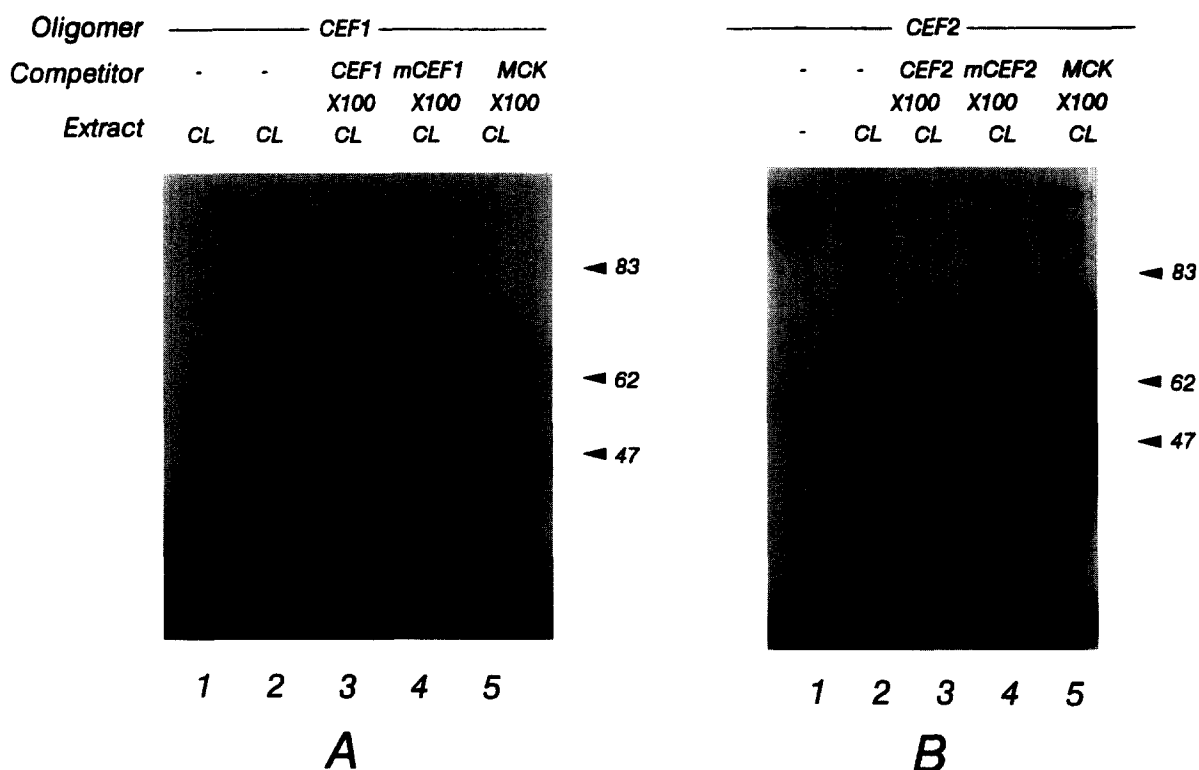 Oligomer CEF1 CEF2
Competitor - - CEF1 mCEF1 MCK - - CEF2 mCEF2 MCK
X100 X100 X100 X100 X100 X100
Extract CL CL CL CL CL - CL CL CL CL
83 83
62 62
47 47
1 2 3 4 5 1 2 3 4 5
A B